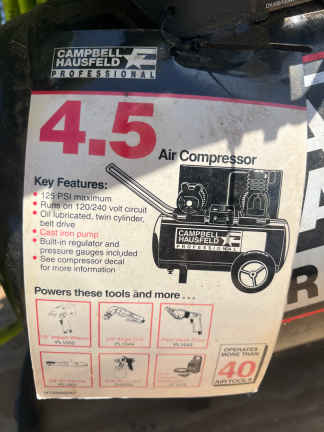 CAMPBELL
HAUSFELD
PROFESSIONAL
4.5
Air Compressor
Key Features:
• 125 PSI maximum
• Runs on 120/240 volt circuit
• Oil lubricated, twin cylinder,
belt drive
• Cast iron pump
• Built-in regulator and
pressure gauges included
• See compressor decal
for more information
CAMPBELL
HAUSFELD
PROFESSIONAL
Powers these tools and more . . .
OPERATES
MORE THAN
40
AIR TOOLS
R